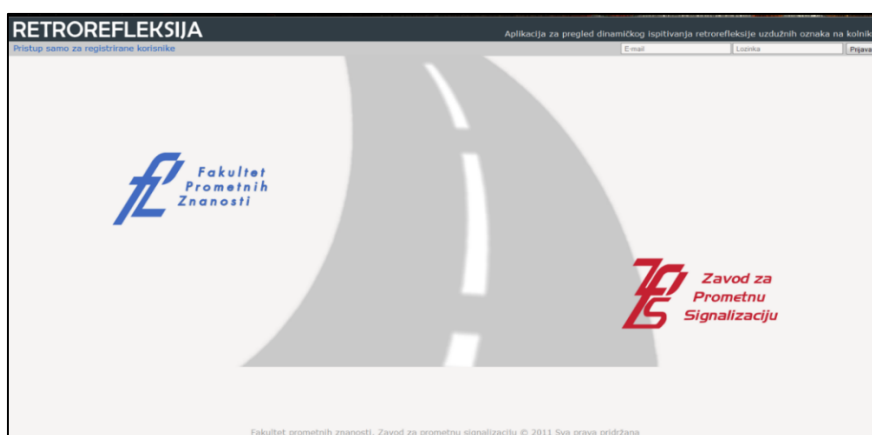 RETROREFLEKSIJA
Aplikacija za pregled dinamičkog ispitivanja retrorefleksije uzdužnih oznaka na kolniku
Pristup samo za registrirane korisnike
E-mail
Lozinka
Prijava
Fakultet
Prometnih
Znanosti
Zavod za
Prometnu
Signalizaciju
Fakultet prometnih znanosti, Zavod za prometnu signalizaciju © 2011 Sva prava pridržana